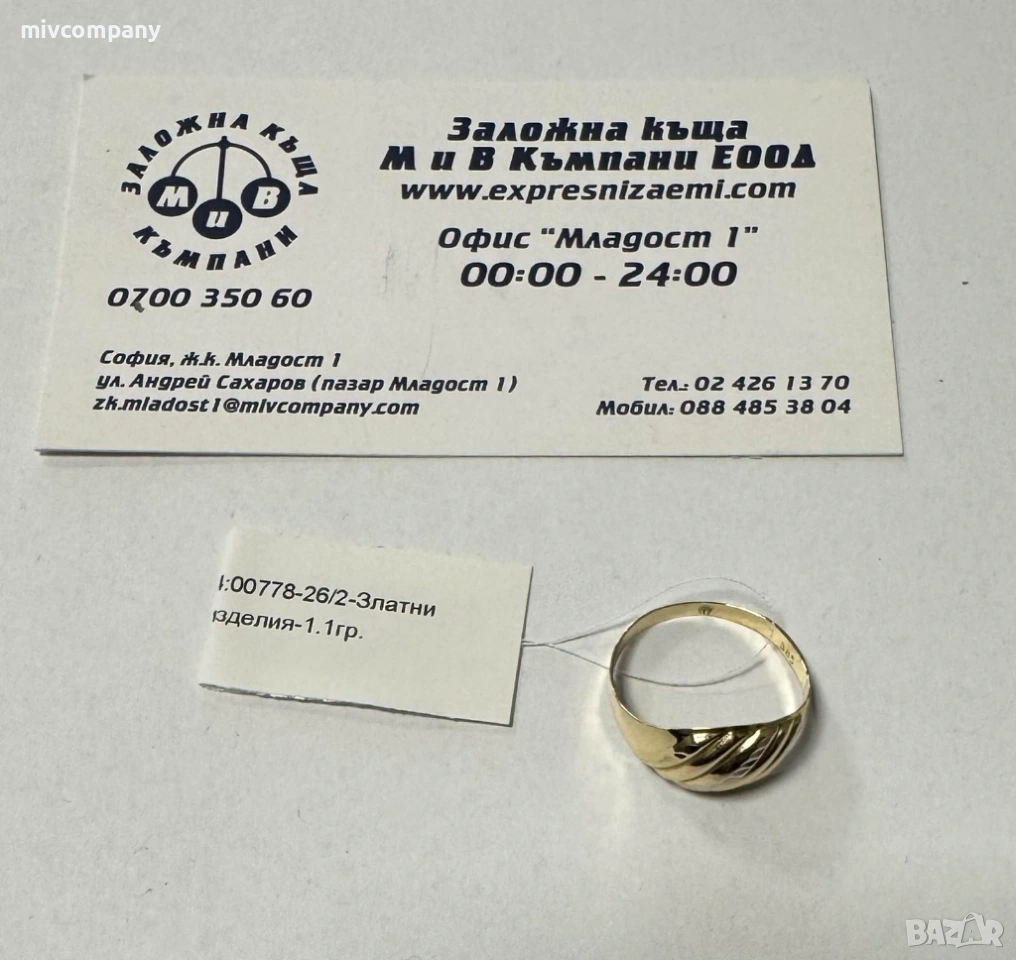 mivcompany
ЗАЛОЖНА КЪЩА
М и В
КЪМПАНИ
0700 350 60
Заложна къща
М и В Къмпани ЕООД
www.expresnizaemi.com
Офис "Младост 1"
00:00 - 24:00
София, ж.к. Младост 1
ул. Андрей Сахаров (пазар Младост 1)
zk.mladost1@mivcompany.com
Тел.: 02 426 13 70
Мобил: 088 485 38 04
:00778-26/2-Златни
зделия-1.1гр.
585
BAZAR